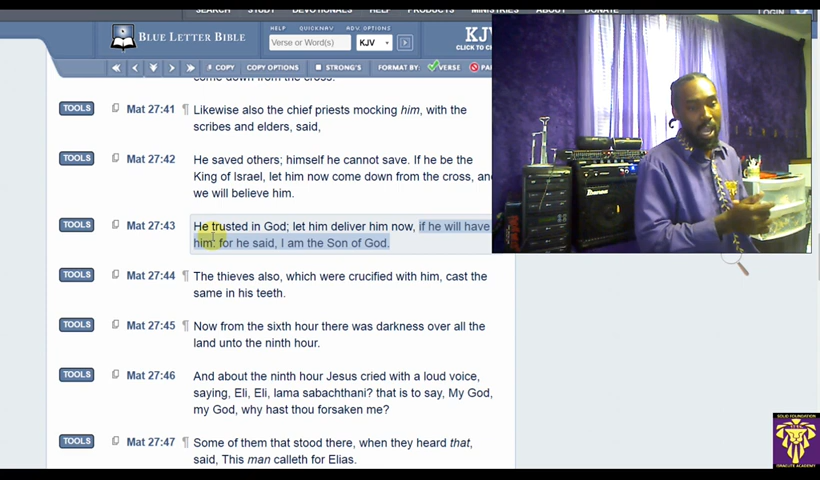 SEARCH STUDY DEVOTIONALS HELP PRODUCTS MINISTRIES ABOUT DONATE LOGIN
BLUE LETTER BIBLE
HELP QUICKNAV ADV. OPTIONS
Verse or Word(s) KJV
KJ
CLICK TO C
COPY COPY OPTIONS STRONG'S FORMAT BY: VERSE PA
come down from the cross.
TOOLS Mat 27:41 ¶ Likewise also the chief priests mocking him, with the
scribes and elders, said,
TOOLS Mat 27:42 He saved others; himself he cannot save. If he be the
King of Israel, let him now come down from the cross, and
we will believe him.
TOOLS Mat 27:43 He trusted in God; let him deliver him now, if he will have
him: for he said, I am the Son of God.
TOOLS Mat 27:44 ¶ The thieves also, which were crucified with him, cast the
same in his teeth.
TOOLS Mat 27:45 ¶ Now from the sixth hour there was darkness over all the
land unto the ninth hour.
TOOLS Mat 27:46 And about the ninth hour Jesus cried with a loud voice,
saying, Eli, Eli, lama sabachthani? that is to say, My God,
my God, why hast thou forsaken me?
TOOLS Mat 27:47 Some of them that stood there, when they heard that,
said, This man calleth for Elias.
Ibanez
SOLID FOUNDATION
ISRAELITE ACADEMY